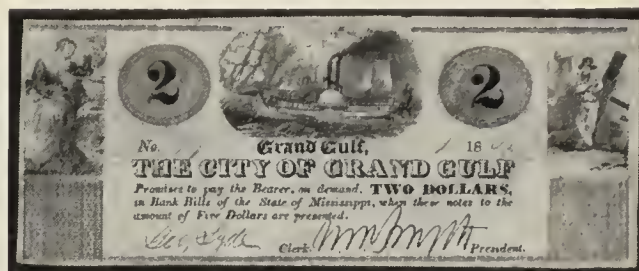 2 2
No.
Grand Gulf, 18
THE CITY OF GRAND GULF
Promises to pay the Bearer, on demand, TWO DOLLARS,
in Bank Bills of the State of Mississippi, when these notes to the
amount of Five Dollars are presented.
Clerk. President.